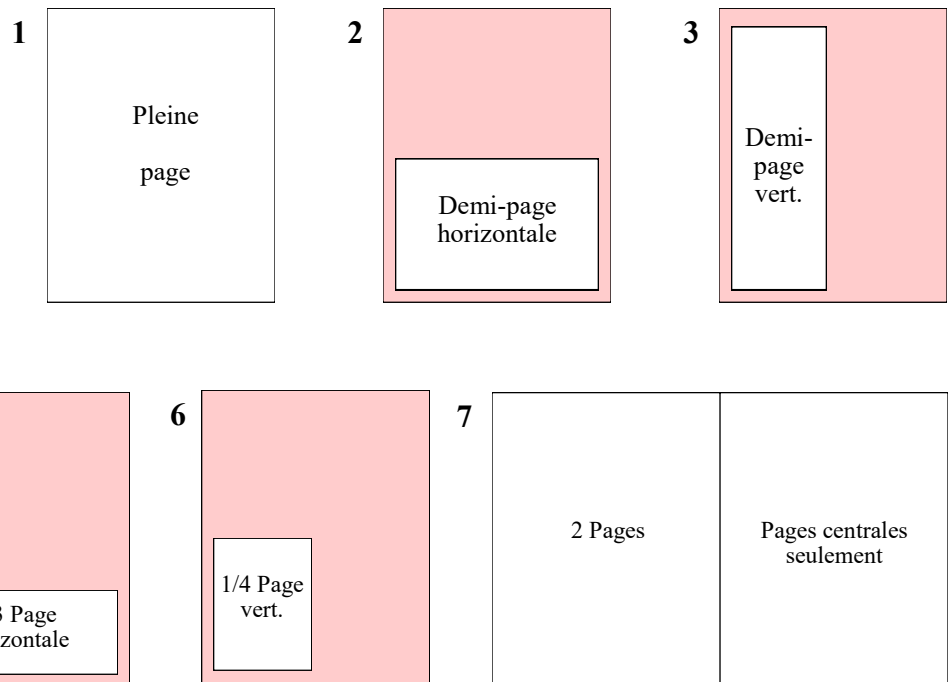 1
Pleine
page
2
Demi-page
horizontale
3
Demi-
page
vert.
Page
zontale
6
1/4 Page
vert.
7
2 Pages
Pages centrales
seulement